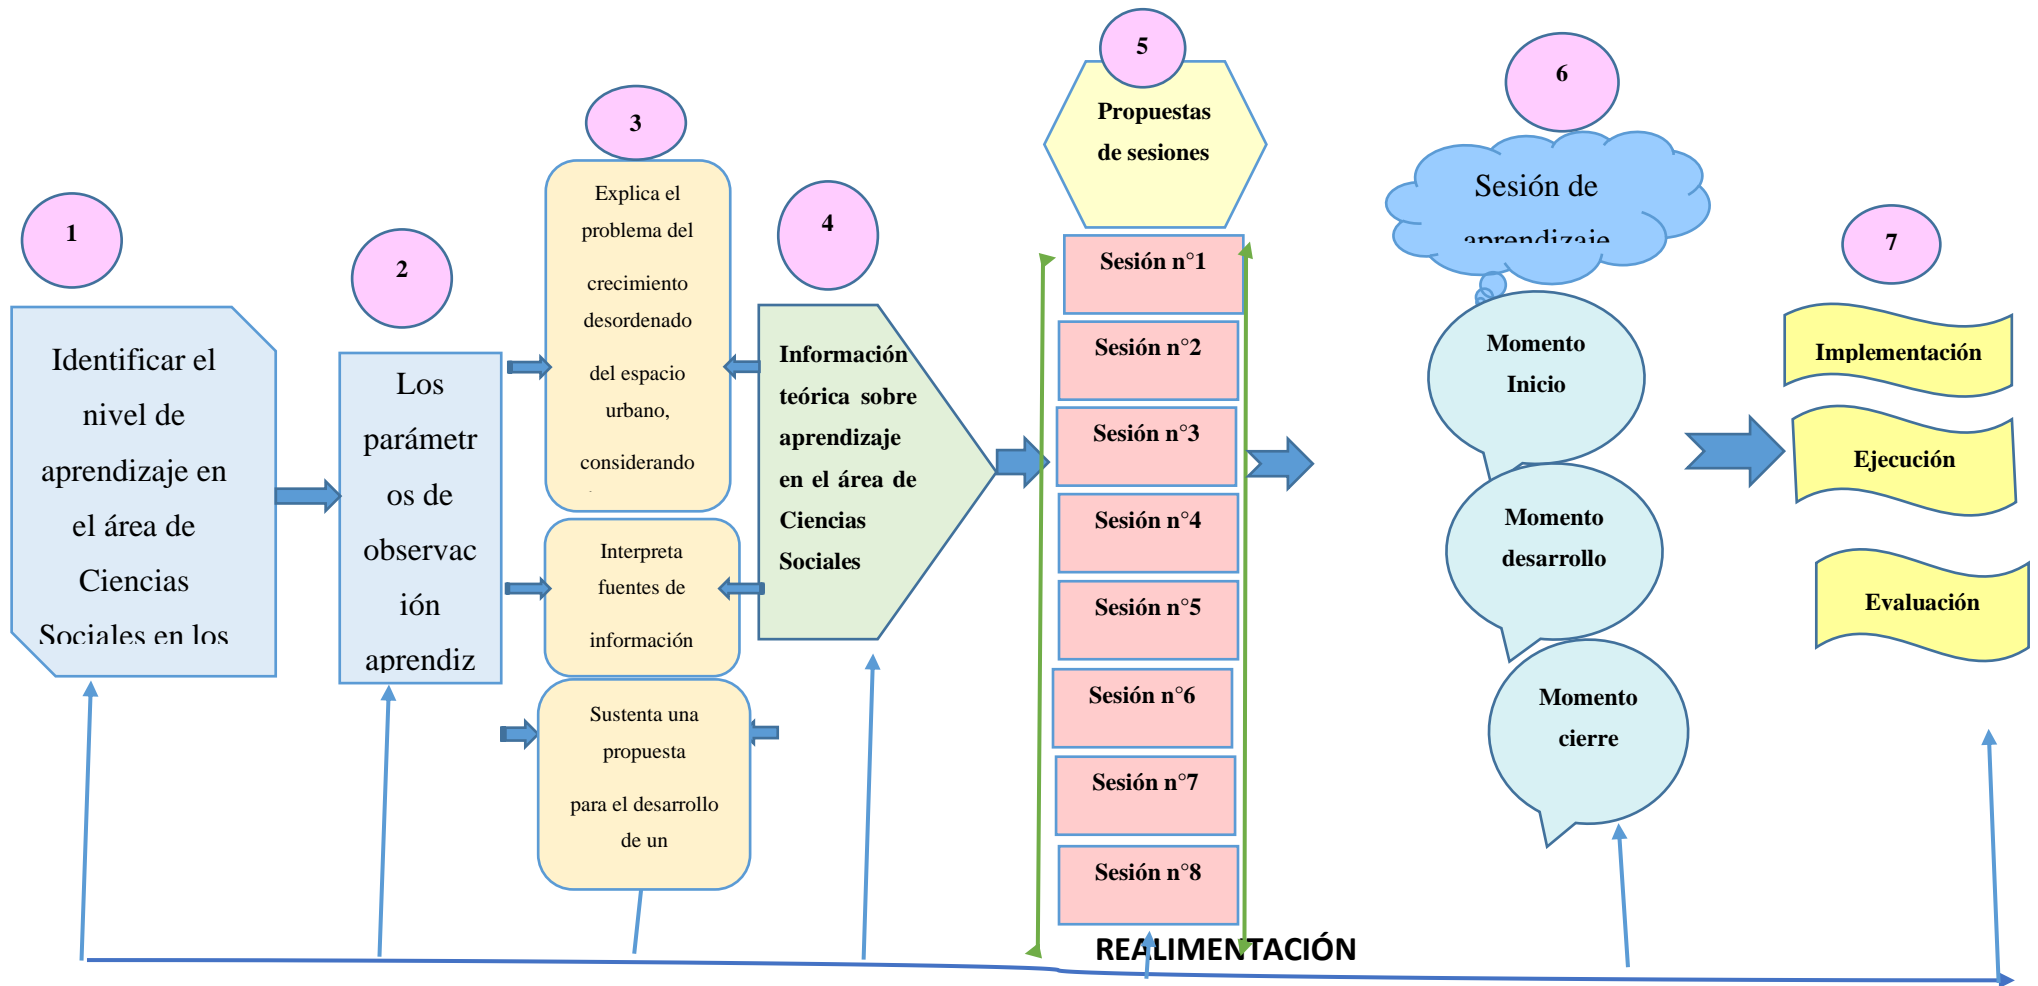 1
Identificar el
nivel de
aprendizaje en
el área de
Ciencias
Sociales en los
2
Los
parámetr
os de
observac
ión
aprendiz
3
Explica el
problema del
crecimiento
desordenado
del espacio
urbano,
considerando
Interpreta
fuentes de
información
Sustenta una
propuesta
para el desarrollo
de un
4
Información
teórica sobre
aprendizaje
en el área de
Ciencias
Sociales
5
Propuestas
de sesiones
Sesión n°1
Sesión n°2
Sesión n°3
Sesión n°4
Sesión n°5
Sesión n°6
Sesión n°7
Sesión n°8
6
Sesión de
aprendizaje
Momento
Inicio
Momento
desarrollo
Momento
cierre
7
Implementación
Ejecución
Evaluación
REALIMENTACIÓN